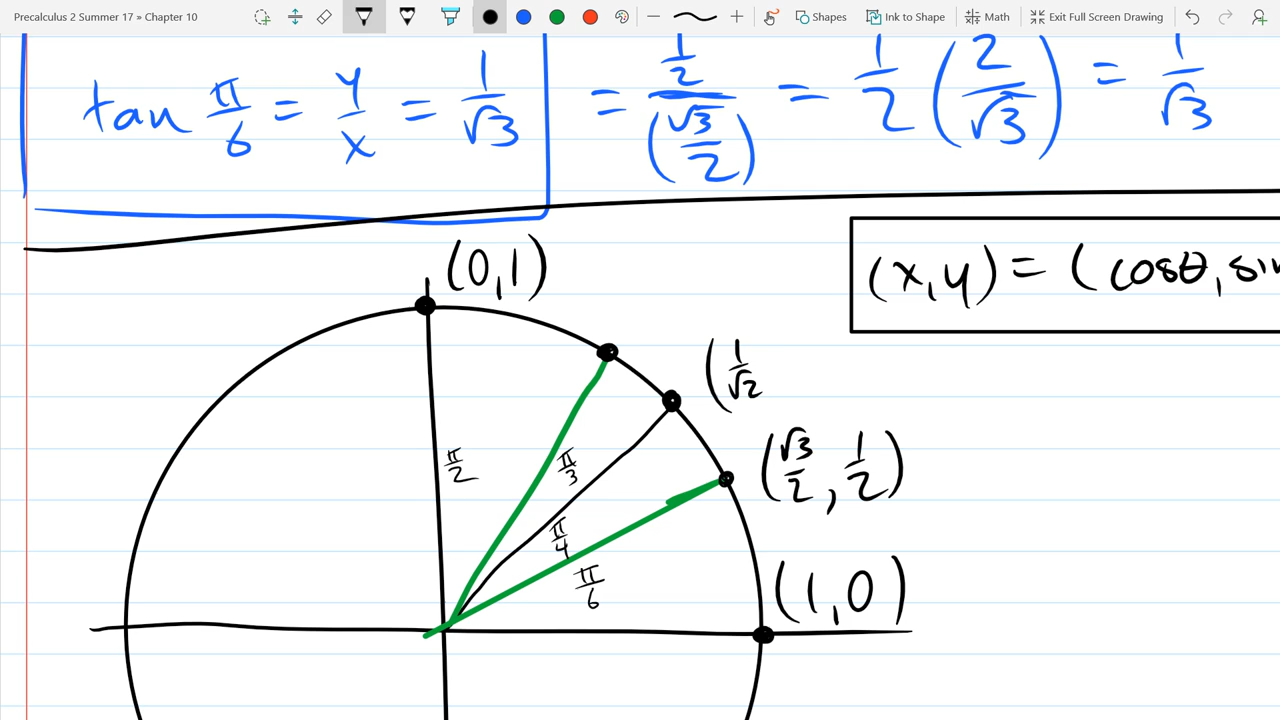 Precalculus 2 Summer 17 » Chapter 10
Shapes
Ink to Shape
Math
Exit Full Screen Drawing
tan π/6 = y/x = 1/√3 = (1/2)/(√3/2) = 1/2 (2/√3) = 1/√3
(0,1)
(x,y) = (cosθ, sin
(1/√2
(√3/2, 1/2)
π/2
π/3
π/4
π/6
(1,0)